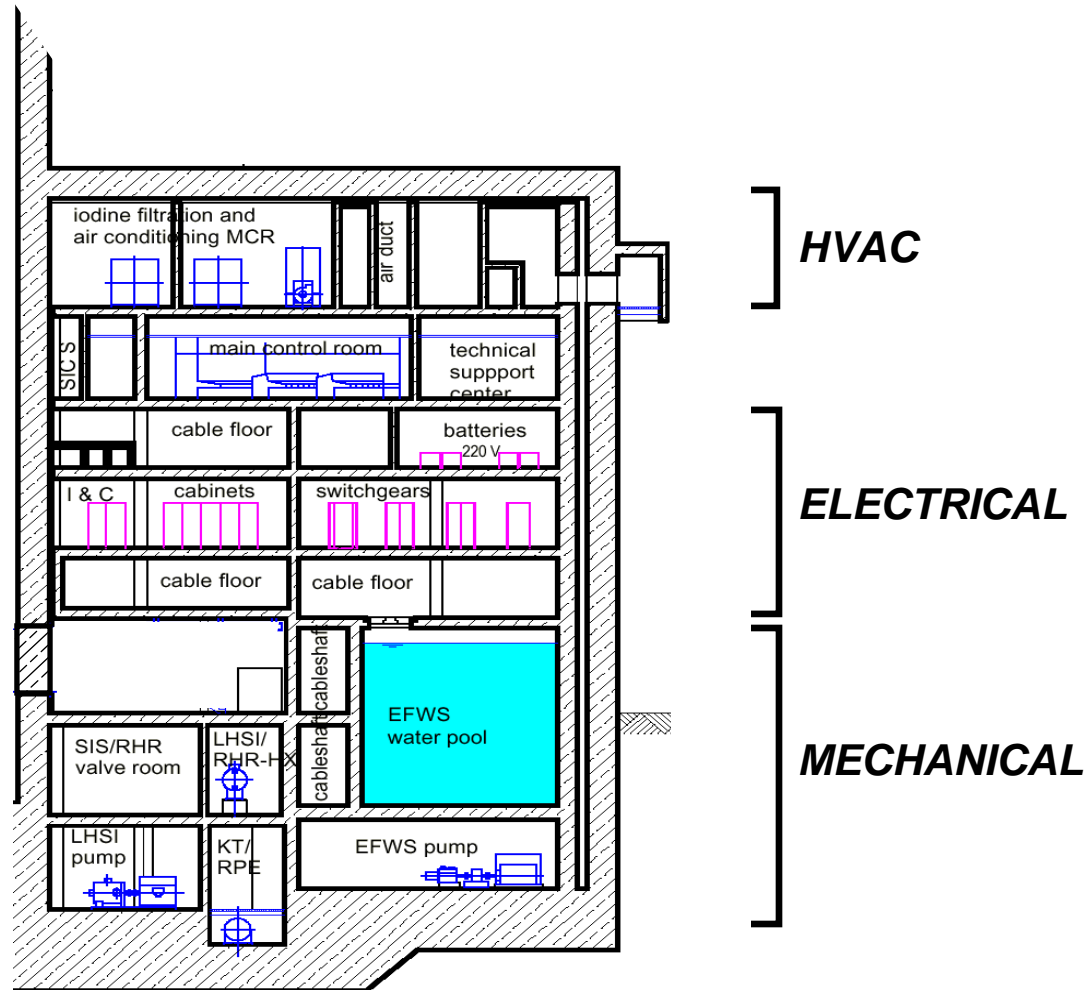 iodine filtration and
air conditioning MCR
air duct
HVAC
SIC S
main control room
technical
suppport
center
cable floor
batteries
220 V
I & C
cabinets
switchgears
ELECTRICAL
cable floor
cable floor
cableshaft
EFWS
water pool
SIS/RHR
valve room
LHSI/
RHR-HX
cableshaft
MECHANICAL
LHSI
pump
KT/
RPE
EFWS pump